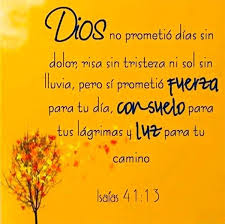 Dios no prometió días sin
dolor, risa sin tristeza ni sol sin
lluvia, pero sí prometió fuerza
para tu día, consuelo para
tus lágrimas y luz para tu
camino
Isaías 41:13